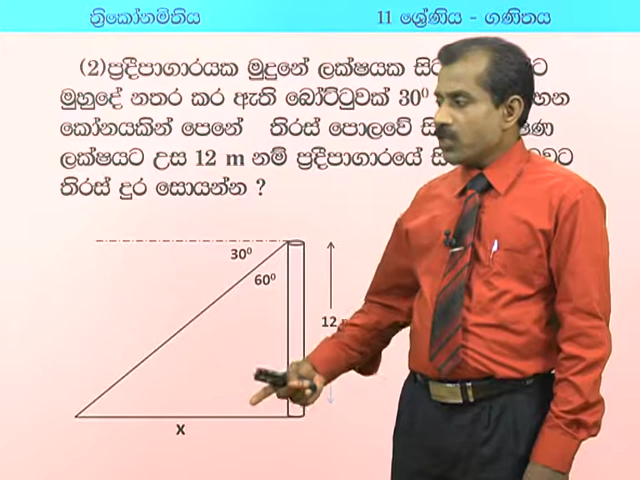 ත්‍රිකෝනමිතිය
11 ශ්‍රේණිය - ගණිතය
(2)ප්‍රදීපාගාරයක මුදුනේ ලක්ෂයක සිට
මුහුදේ නතර කර ඇති බෝට්ටුවක් 30⁰
කෝනයකින් පෙනේ තිරස් පොලවේ සි
ලක්ෂයට උස 12 m නම් ප්‍රදීපාගාරයේ සි
තිරස් දුර සොයන්න ?
30⁰
60⁰
12
x